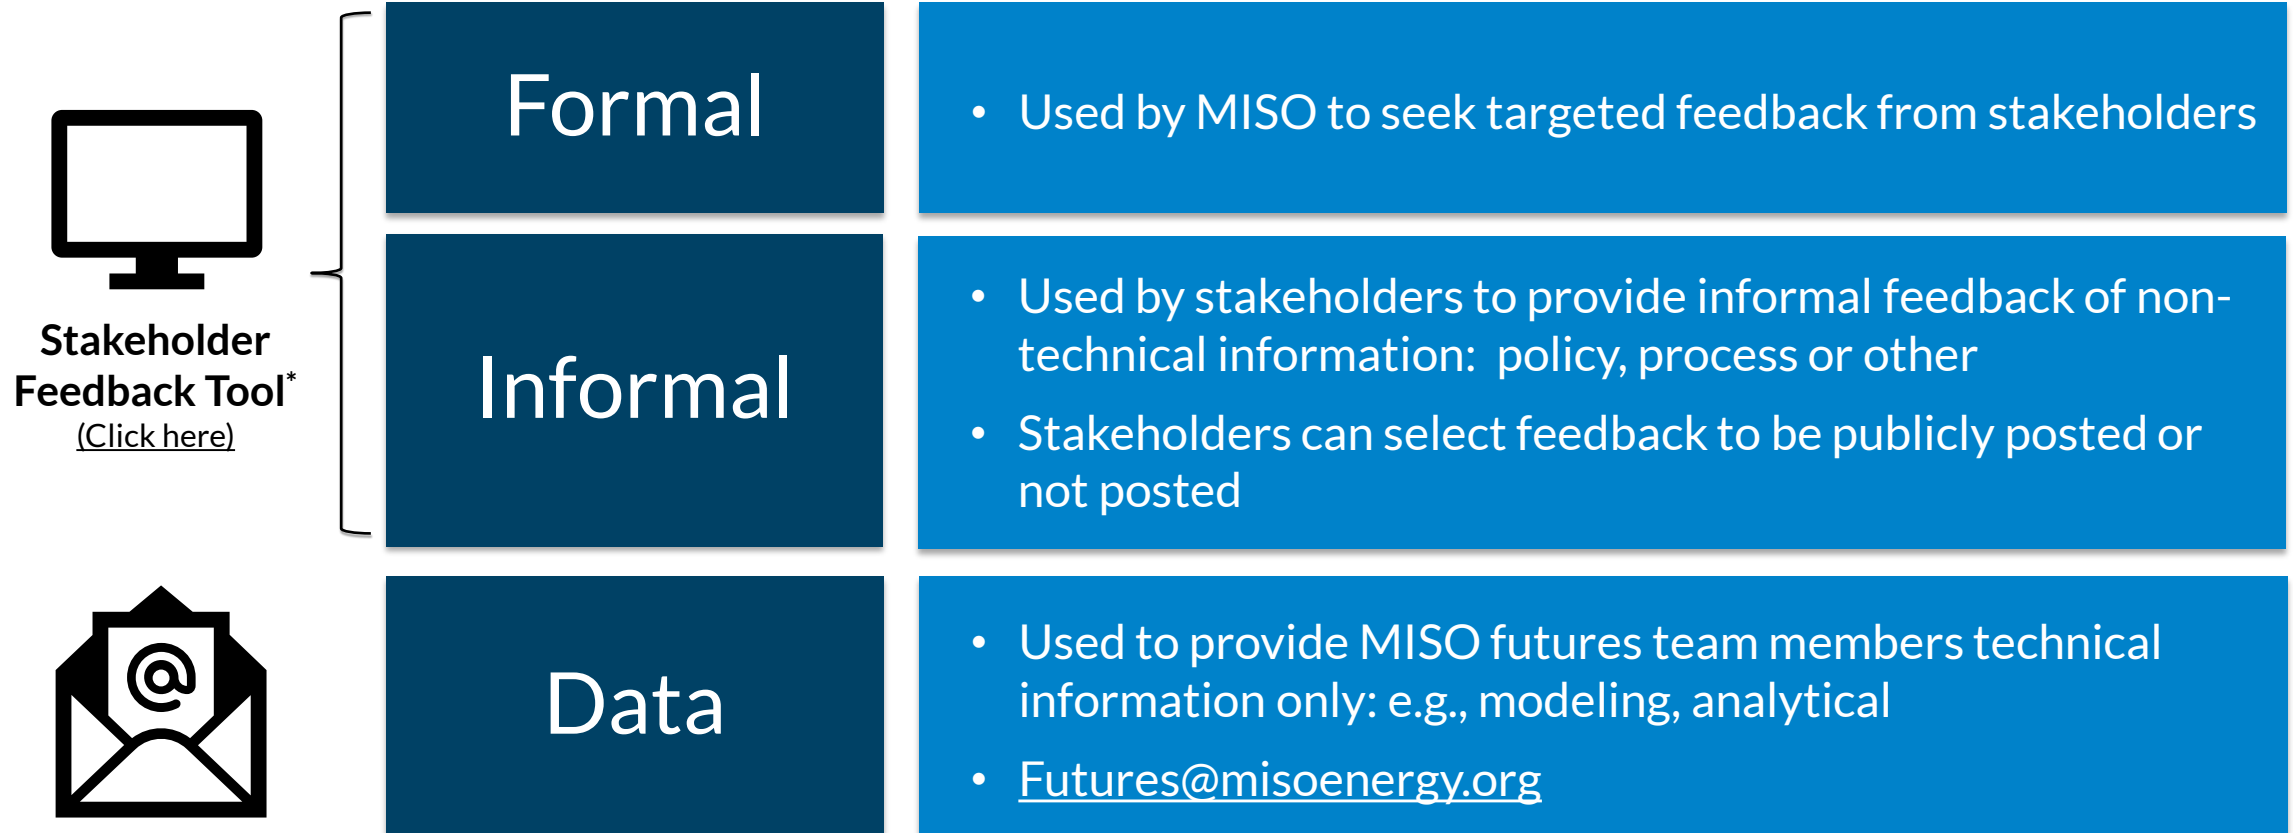 Stakeholder
Feedback Tool*
(Click here)
Formal
• Used by MISO to seek targeted feedback from stakeholders
Informal
• Used by stakeholders to provide informal feedback of non-
technical information:  policy, process or other
• Stakeholders can select feedback to be publicly posted or
not posted
@
Data
• Used to provide MISO futures team members technical
information only: e.g., modeling, analytical
• Futures@misoenergy.org